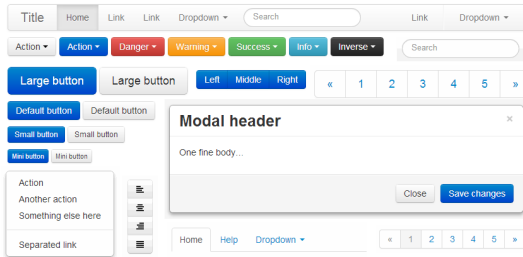 Title Home Link Link Dropdown Search Link Dropdown
Action Action Danger Warning Success Info Inverse Search
Large button Large button Left Middle Right « 1 2 3 4 5 »
Default button Default button
Small button Small button
Mini button Mini button
Modal header ×
One fine body...
Close Save changes
Action
Another action
Something else here
Separated link
Home Help Dropdown « 1 2 3 4 5 »